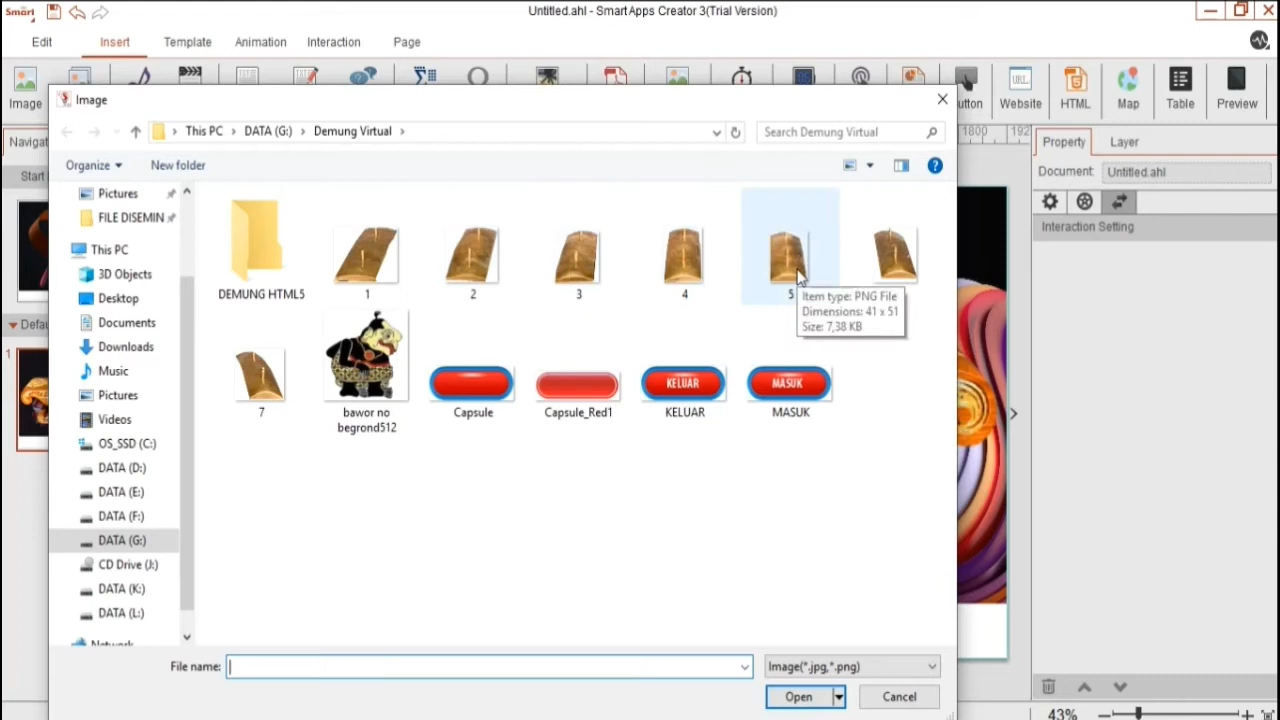 Smart
Untitled.ahl - Smart Apps Creator 3(Trial Version)
Edit
Insert
Template
Animation
Interaction
Page
Image
Website
HTML
Map
Table
Preview
URL
Image
This PC
DATA (G:)
Demung Virtual
Search Demung Virtual
Organize
New folder
Pictures
FILE DISEMIN
This PC
3D Objects
Desktop
Documents
Downloads
Music
Pictures
Videos
OS_SSD (C:)
DATA (D:)
DATA (E:)
DATA (F:)
DATA (G:)
CD Drive (J:)
DATA (K:)
DATA (L:)
DEMUNG HTML5
1
2
3
4
5
Item type: PNG File
Dimensions: 41 x 51
Size: 7,38 KB
7
bawor no
begrond512
Capsule
Capsule_Red1
KELUAR
KELUAR
MASUK
MASUK
File name:
Image(*.jpg,*.png)
Open
Cancel
1800
192
Property
Layer
Document:
Untitled.ahl
Interaction Setting
Navigat
Start
Defau
1
43%